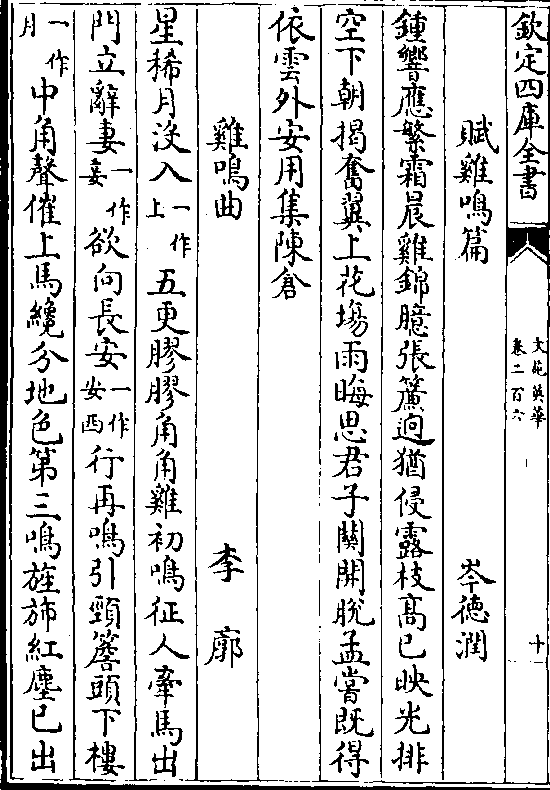 欽定四庫全書 文苑英華 卷二百六 十
賦雞鳴篇 岑德潤
鍾響應繁霜晨雞錦臆張簾逈猶侵露枝髙已映光排
空下朝揭奮翼上花塲雨晦思君子闗開脫孟嘗既得
依雲外安用集陳倉
雞鳴曲 李廓
星稀月没入一作上五更膠膠角角雞初鳴征人牽馬出
門立辭妻一作妾欲向長安一作安西行再鳴引頸簷頭下樓
一作月中角聲催上馬纔分地色第三鳴旌斾紅塵已出